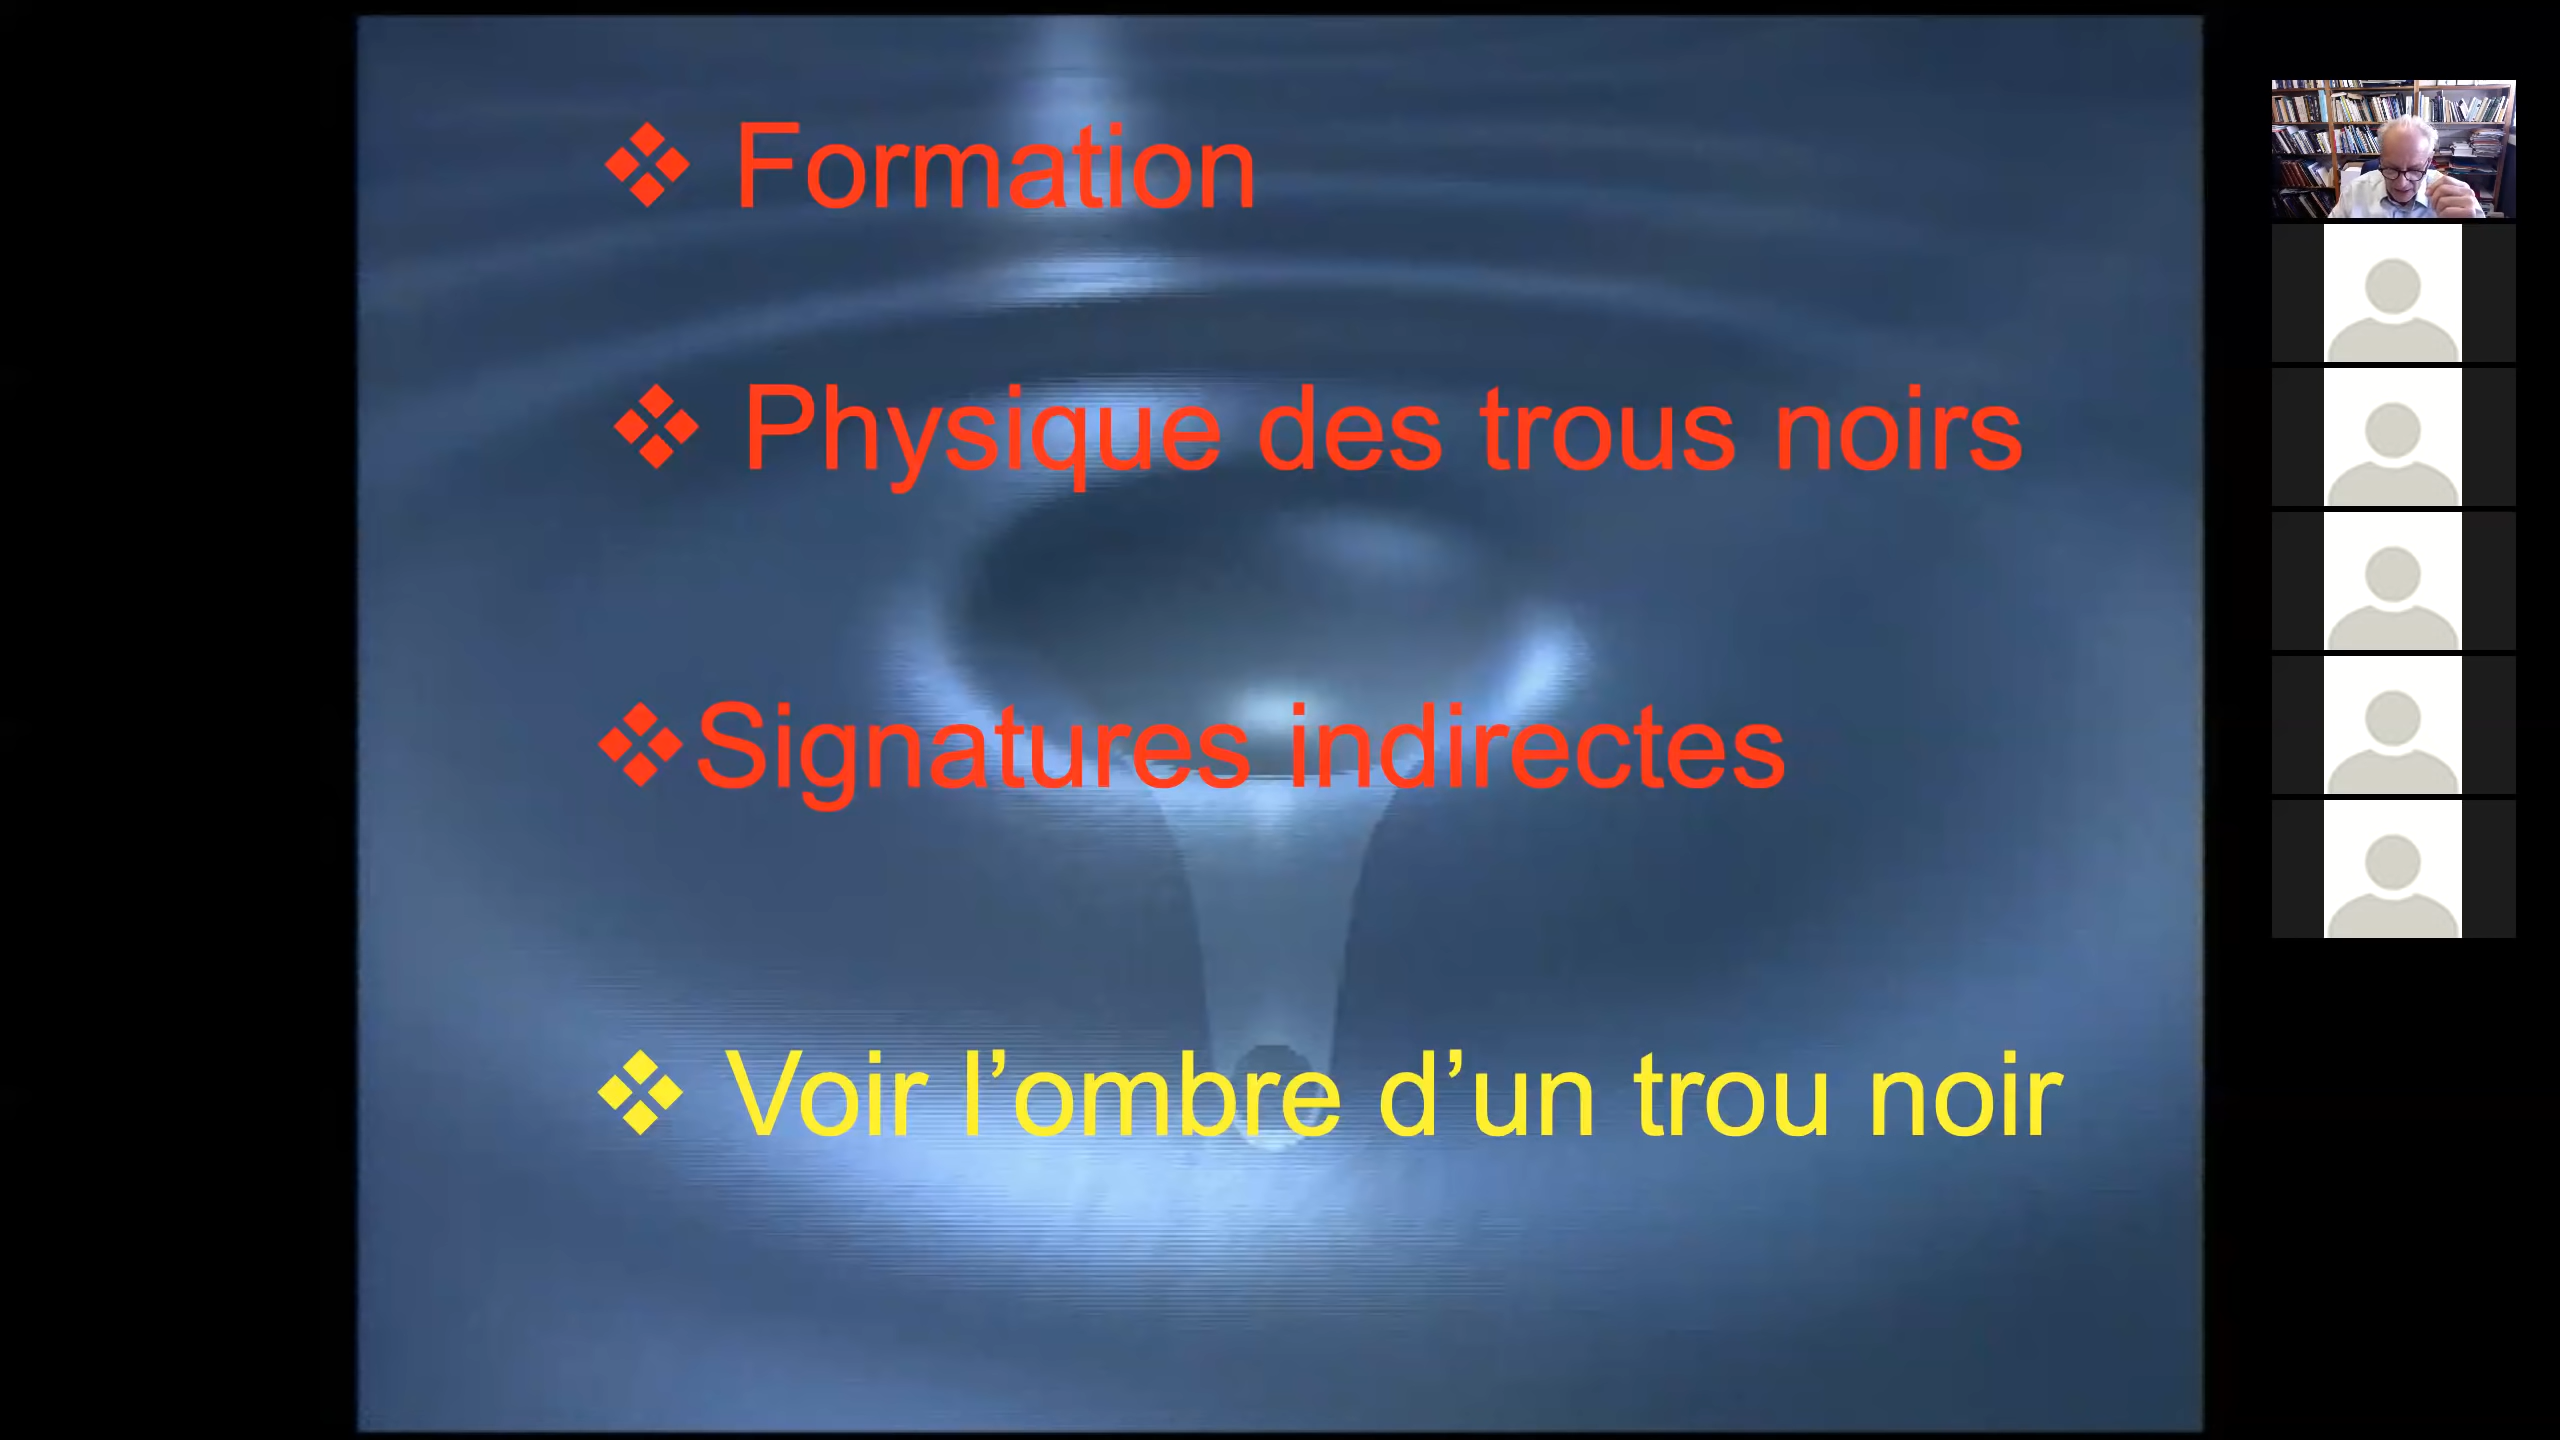 ❖ Formation
❖ Physique des trous noirs
❖Signatures indirectes
❖ Voir l’ombre d’un trou noir